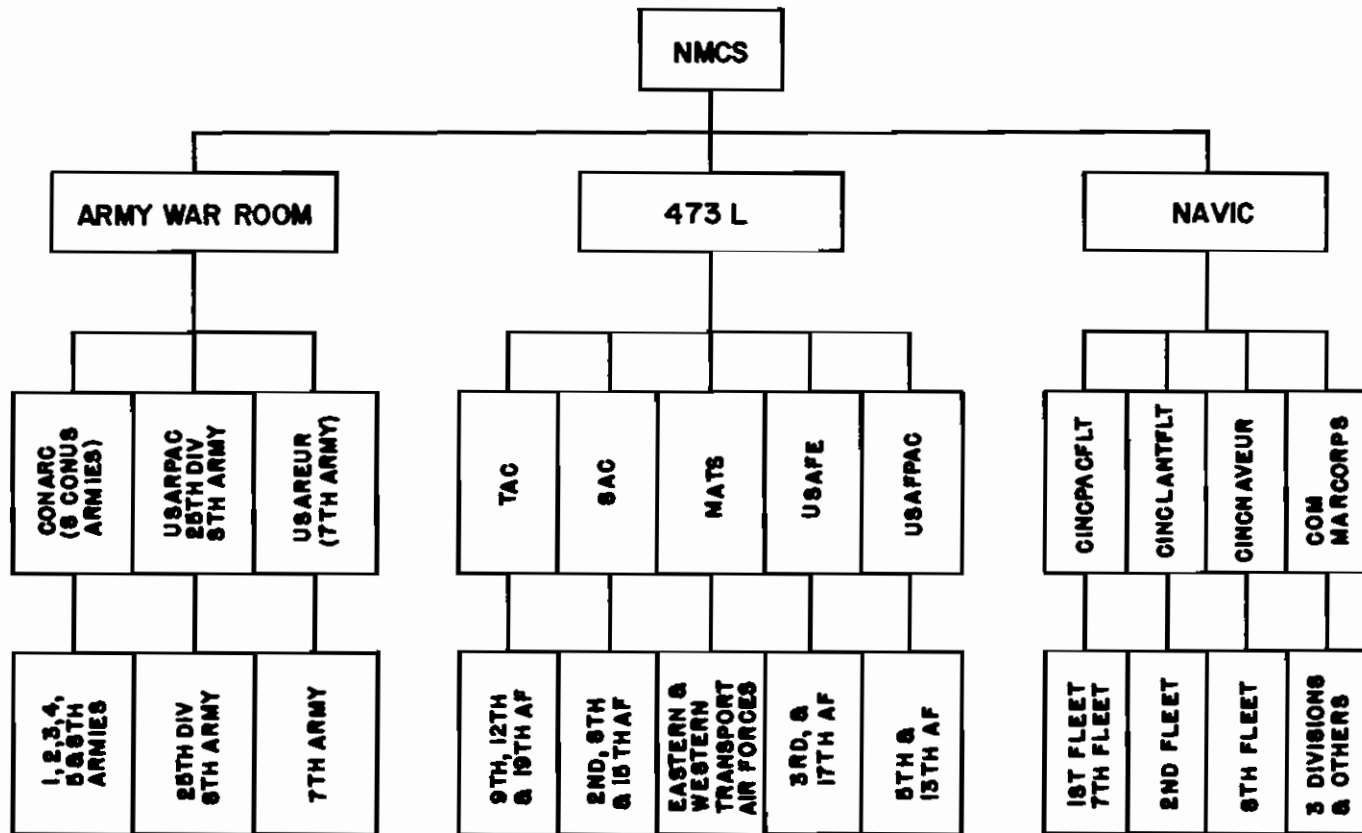 NMCS
ARMY WAR ROOM
473 L
NAVIC
CONARC
(6 CONUS
ARMIES)
USARPAC
25TH DIV
8TH ARMY
USAREUR
(7TH ARMY)
TAC
SAC
MATS
USAFE
USAFPAC
CINCPACFLT
CINCLANTFLT
CINCNAVEUR
COM
MARCORPS
1,2,3,4,
5&6TH
ARMIES
25TH DIV
8TH ARMY
7TH ARMY
9TH, 12TH
& 19TH AF
2ND, 8TH
& 15TH AF
EASTERN &
WESTERN
TRANSPORT
AIR FORCES
3RD, &
17TH AF
5TH &
13TH AF
1ST FLEET
7TH FLEET
2ND FLEET
6TH FLEET
3 DIVISIONS
& OTHERS